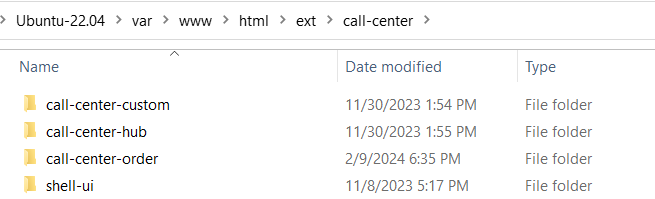 Ubuntu-22.04 > var > www > html > ext > call-center >
Name Date modified Type
call-center-custom 11/30/2023 1:54 PM File folder
call-center-hub 11/30/2023 1:55 PM File folder
call-center-order 2/9/2024 6:35 PM File folder
shell-ui 11/8/2023 5:17 PM File folder